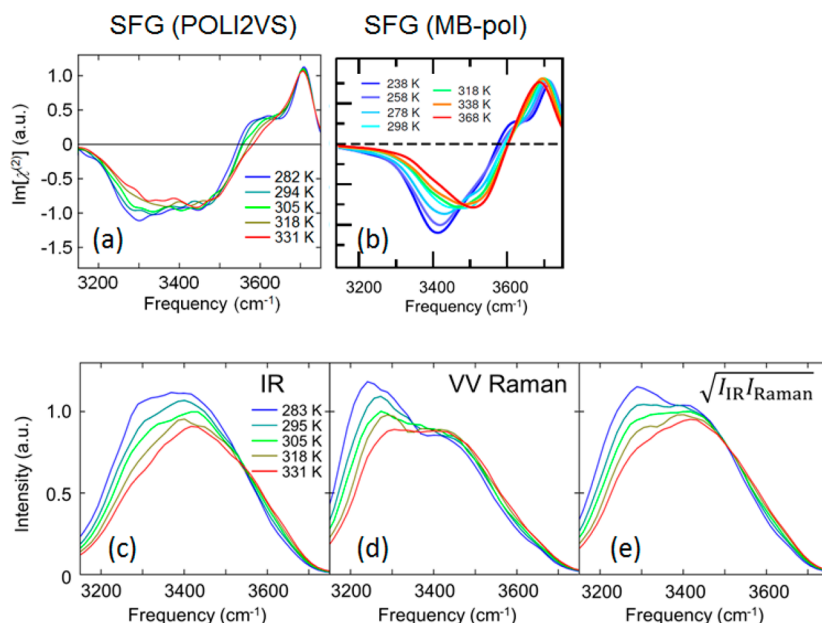 SFG (POLI2VS)
SFG (MB-pol)
Im[χ(2)] (a.u.)
1.0
0.5
0
-0.5
-1.0
-1.5
282 K
294 K
305 K
318 K
331 K
(a)
3200 3400 3600
Frequency (cm-1)
238 K
258 K
278 K
298 K
318 K
338 K
368 K
(b)
3200 3400 3600
Frequency (cm-1)
Intensity (a.u.)
1.0
0.5
0
IR
283 K
295 K
305 K
318 K
331 K
(c)
3200 3400 3600
Frequency (cm-1)
VV Raman
(d)
3200 3400 3600
Frequency (cm-1)
√IIRIRaman
(e)
3200 3400 3600
Frequency (cm-1)